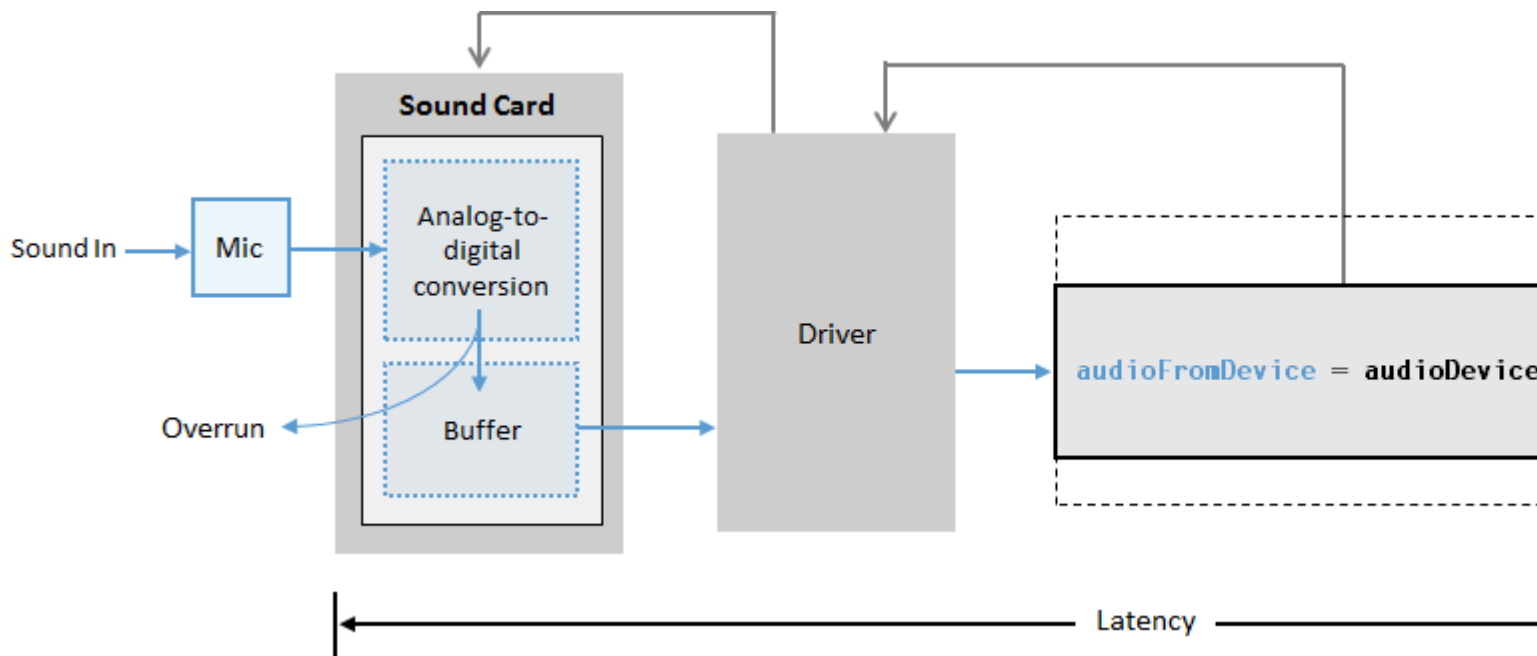 Sound Card
Analog-to-
digital
conversion
Sound In
Mic
Driver
audioFromDevice = audioDevice
Overrun
Buffer
Latency